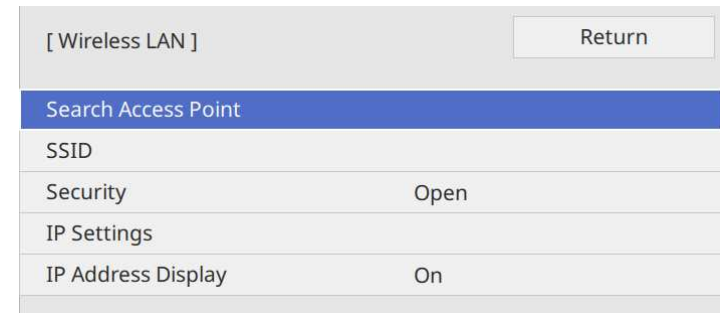 [ Wireless LAN ] Return
Search Access Point
SSID
Security Open
IP Settings
IP Address Display On